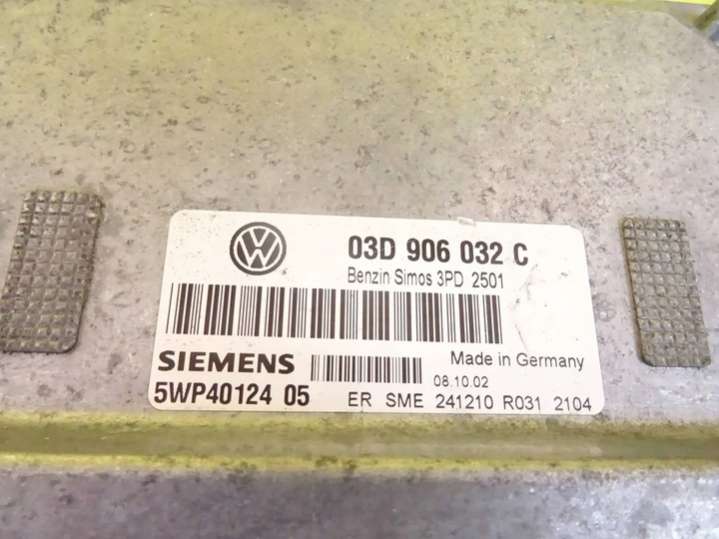 VW
03D 906 032 C
Benzin Simos 3PD 2501
SIEMENS
Made in Germany
08.10.02
5WP40124 05
ER SME 241210 R031 2104